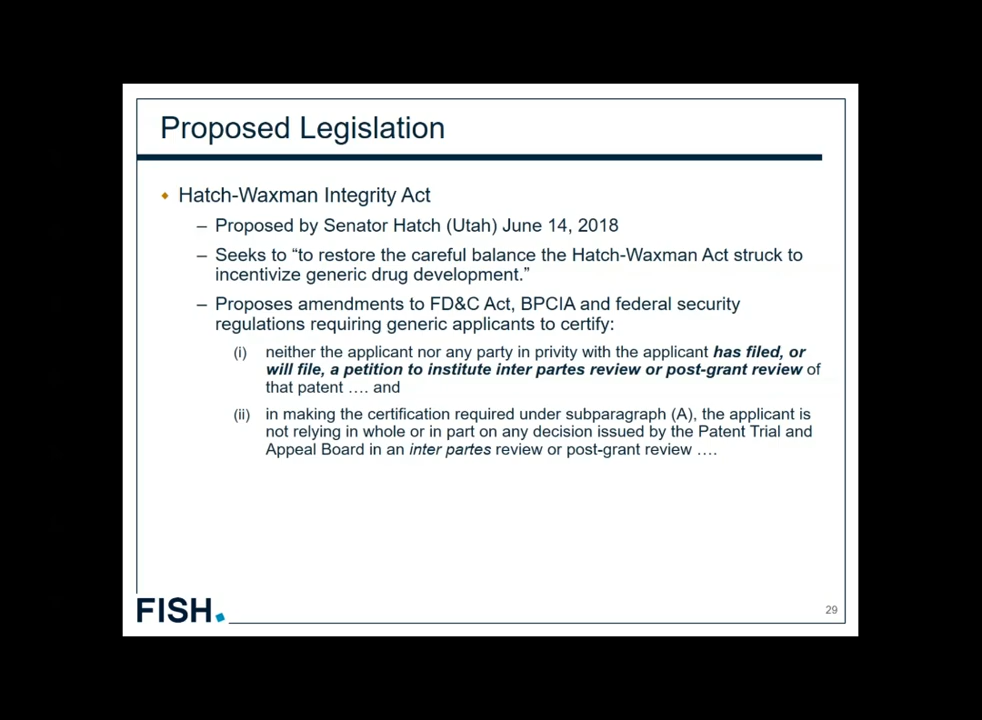 Proposed Legislation
Hatch-Waxman Integrity Act
– Proposed by Senator Hatch (Utah) June 14, 2018
– Seeks to “to restore the careful balance the Hatch-Waxman Act struck to
incentivize generic drug development.”
– Proposes amendments to FD&C Act, BPCIA and federal security
regulations requiring generic applicants to certify:
(i) neither the applicant nor any party in privity with the applicant has filed, or
will file, a petition to institute inter partes review or post-grant review of
that patent …. and
(ii) in making the certification required under subparagraph (A), the applicant is
not relying in whole or in part on any decision issued by the Patent Trial and
Appeal Board in an inter partes review or post-grant review ….
FISH.
29